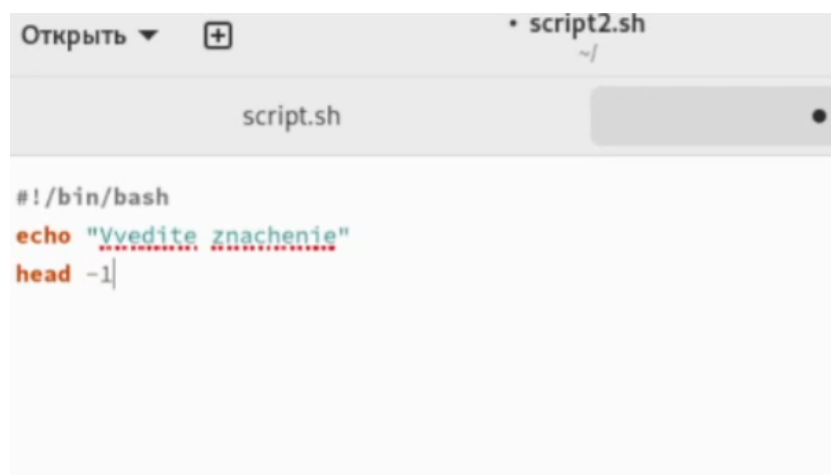 Открыть
• script2.sh
~/
script.sh
#!/bin/bash
echo "Vvedite znachenie"
head -1